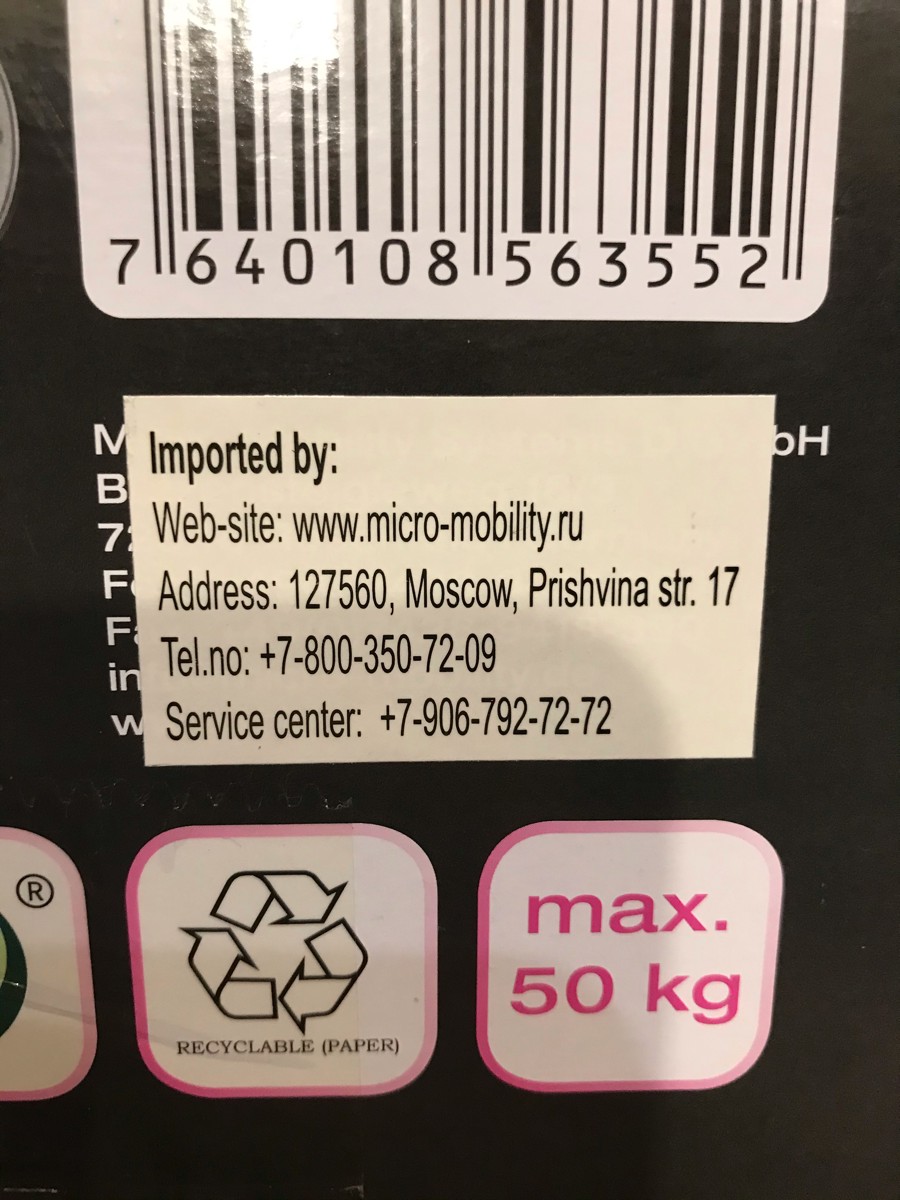 7 640108 563552
Imported by:
Web-site: www.micro-mobility.ru
Address: 127560, Moscow, Prishvina str. 17
Tel.no: +7-800-350-72-09
Service center: +7-906-792-72-72
®
RECYCLABLE (PAPER)
max.
50 kg